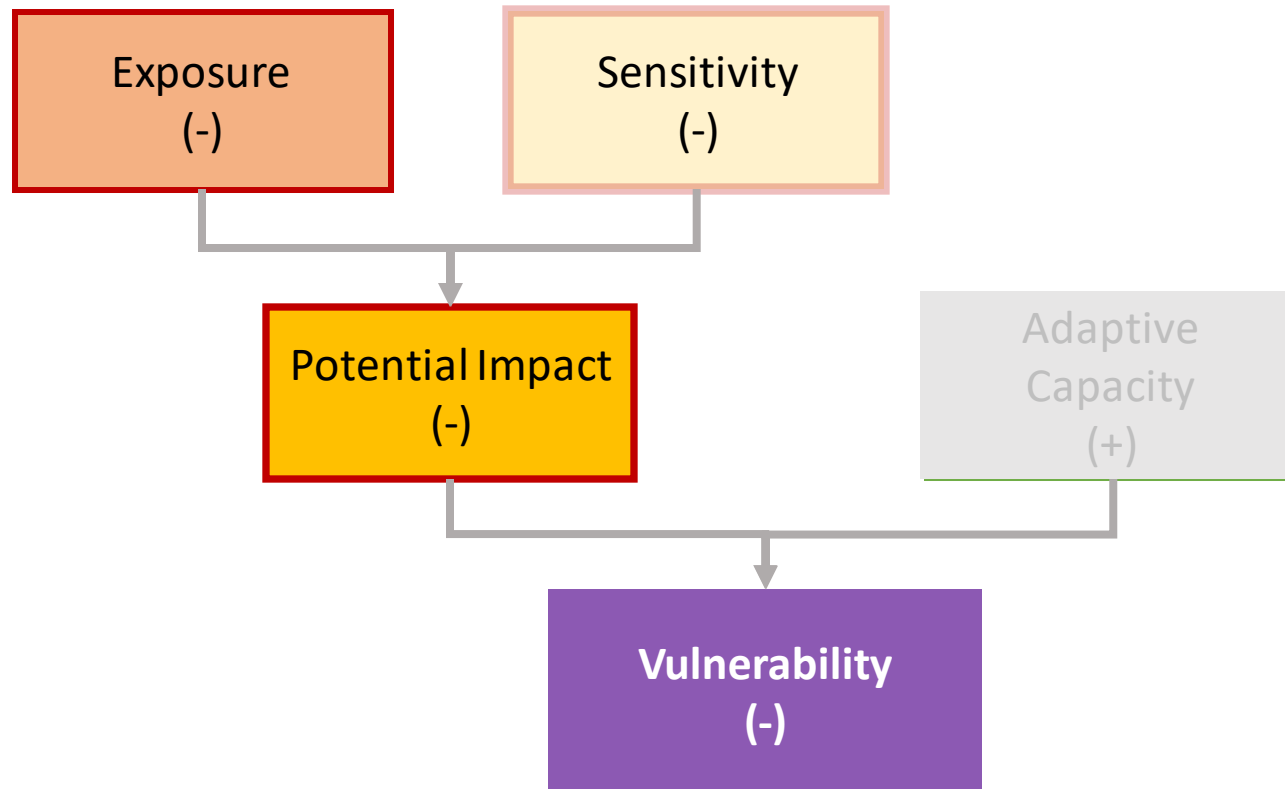 Exposure
(-)
Sensitivity
(-)
Potential Impact
(-)
Adaptive
Capacity
(+)
Vulnerability
(-)